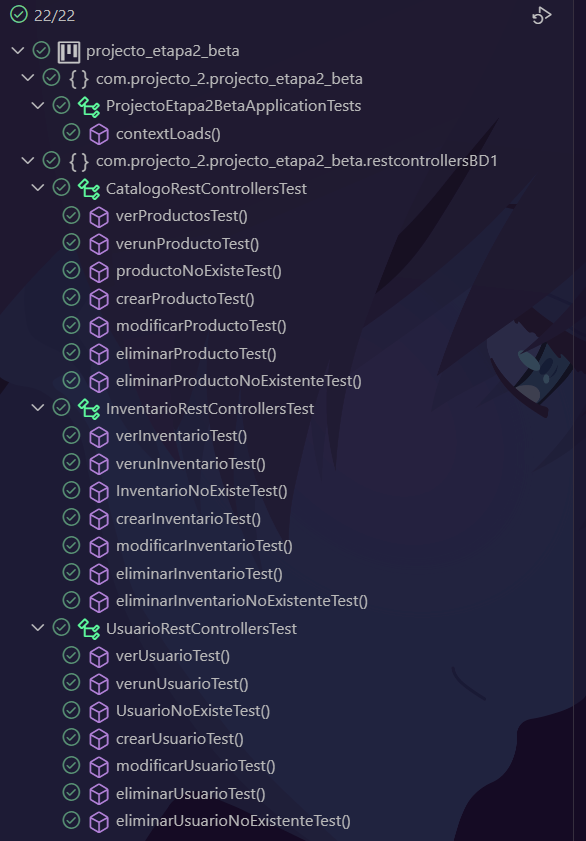 22/22
projecto_etapa2_beta
{ } com.projecto_2.projecto_etapa2_beta
ProjectoEtapa2BetaApplicationTests
contextLoads()
{ } com.projecto_2.projecto_etapa2_beta.restcontrollersBD1
CatalogoRestControllersTest
verProductosTest()
verunProductoTest()
productoNoExisteTest()
crearProductoTest()
modificarProductoTest()
eliminarProductoTest()
eliminarProductoNoExistenteTest()
InventarioRestControllersTest
verInventarioTest()
verunInventarioTest()
InventarioNoExisteTest()
crearInventarioTest()
modificarInventarioTest()
eliminarInventarioTest()
eliminarInventarioNoExistenteTest()
UsuarioRestControllersTest
verUsuarioTest()
verunUsuarioTest()
UsuarioNoExisteTest()
crearUsuarioTest()
modificarUsuarioTest()
eliminarUsuarioTest()
eliminarUsuarioNoExistenteTest()